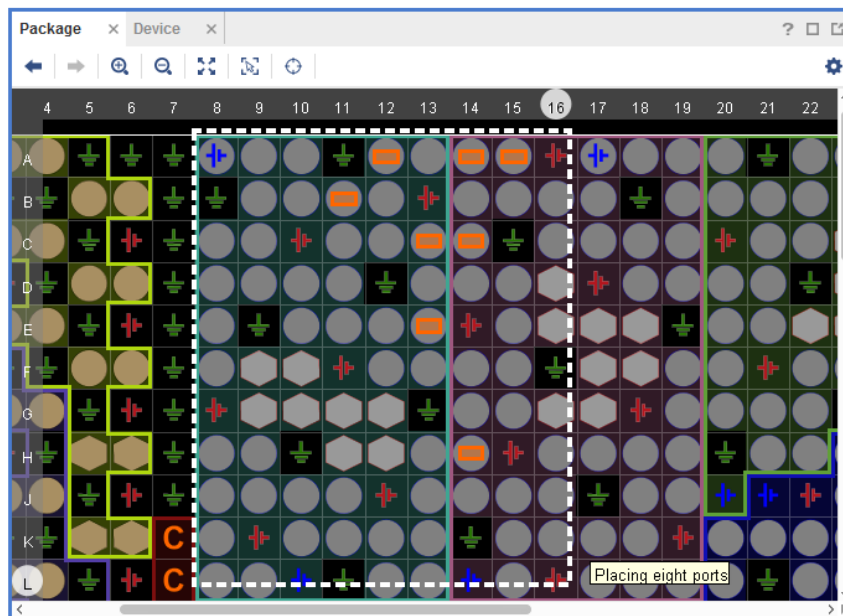 Package × Device × ?
4 5 6 7 8 9 10 11 12 13 14 15 16 17 18 19 20 21 22
A
B
C
D
E
F
G
H
J
K C
L C
Placing eight ports